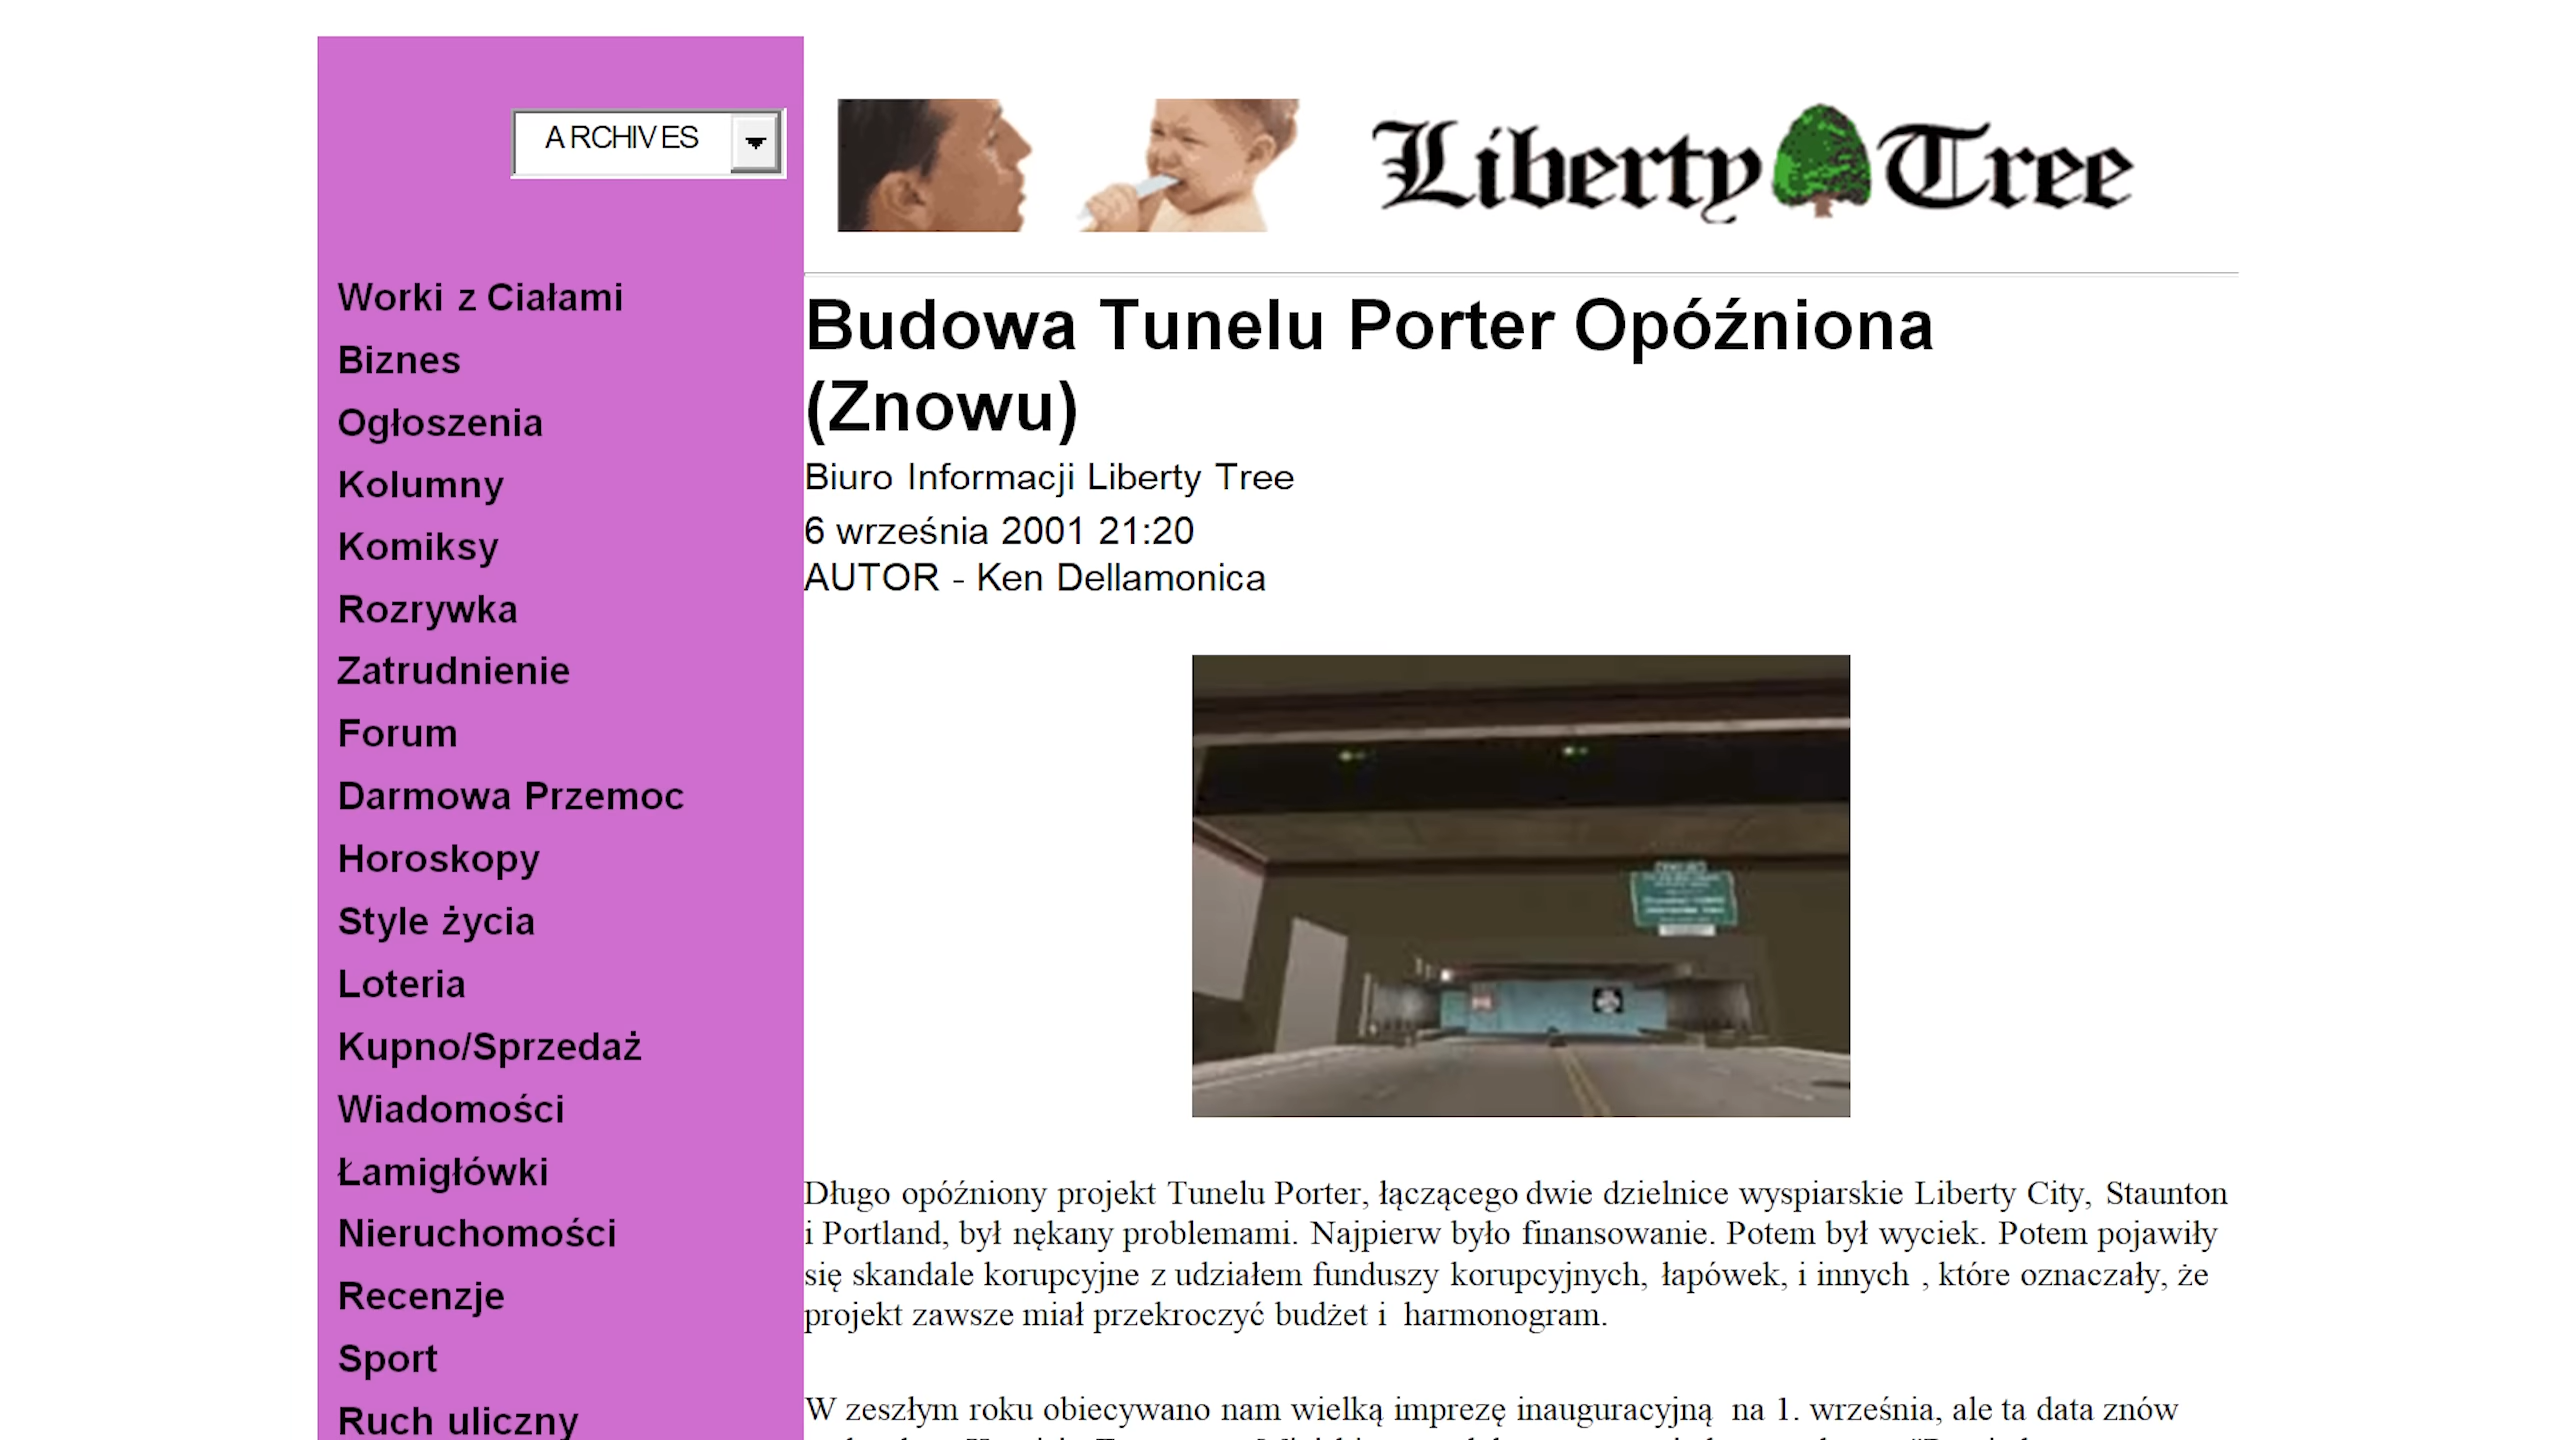 ARCHIVES
Liberty Tree
Worki z Ciałami
Biznes
Ogłoszenia
Kolumny
Komiksy
Rozrywka
Zatrudnienie
Forum
Darmowa Przemoc
Horoskopy
Style życia
Loteria
Kupno/Sprzedaż
Wiadomości
Łamigłówki
Nieruchomości
Recenzje
Sport
Ruch uliczny
Budowa Tunelu Porter Opóźniona
(Znowu)
Biuro Informacji Liberty Tree
6 września 2001 21:20
AUTOR - Ken Dellamonica
Długo opóźniony projekt Tunelu Porter, łączącego dwie dzielnice wyspiarskie Liberty City, Staunton
i Portland, był nękany problemami. Najpierw było finansowanie. Potem był wyciek. Potem pojawiły
się skandale korupcyjne z udziałem funduszy korupcyjnych, łapówek, i innych , które oznaczały, że
projekt zawsze miał przekroczyć budżet i harmonogram.
W zeszłym roku obiecywano nam wielką imprezę inauguracyjną na 1. września, ale ta data znów